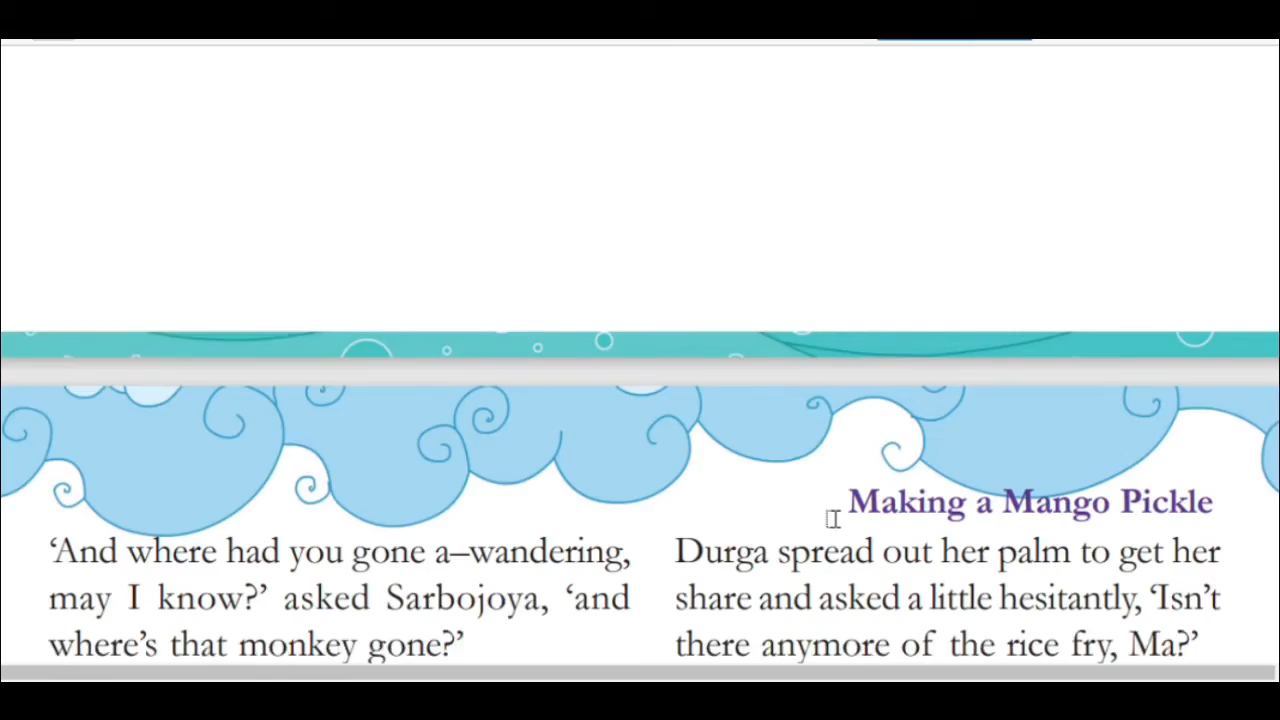 Making a Mango Pickle
‘And where had you gone a–wandering,
may I know?’ asked Sarbojoya, ‘and
where’s that monkey gone?’
Durga spread out her palm to get her
share and asked a little hesitantly, ‘Isn’t
there anymore of the rice fry, Ma?’